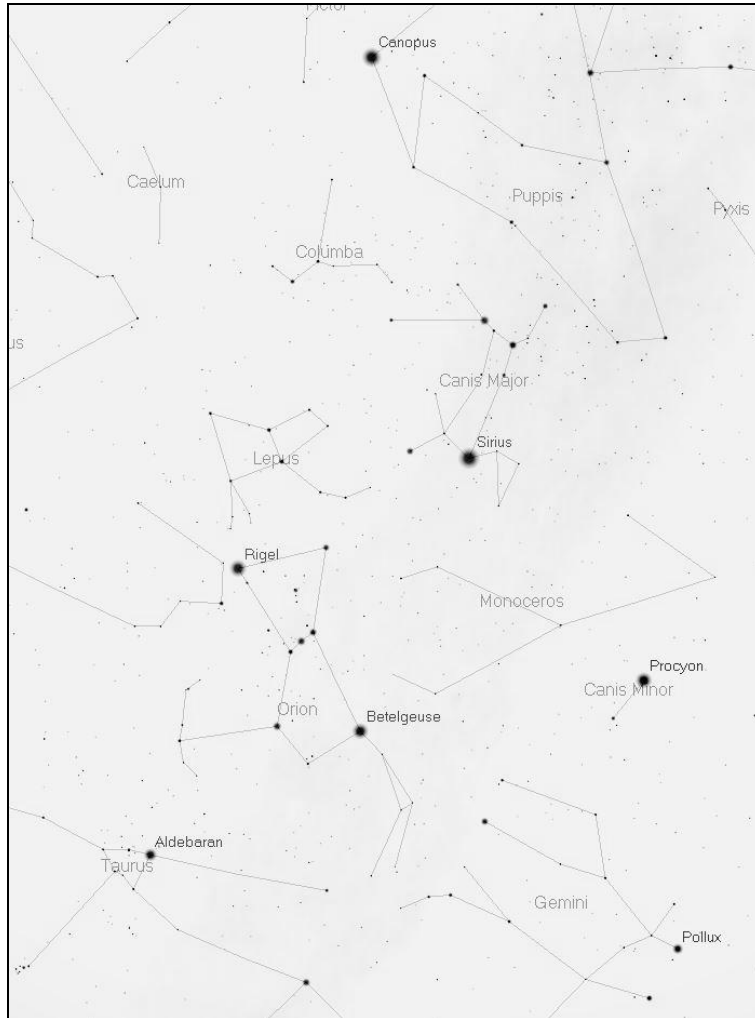 Canopus
Caelum
Puppis
Pyxis
Columba
Canis Major
Sirius
Lepus
Rigel
Monoceros
Procyon
Canis Minor
Orion
Betelgeuse
Aldebaran
Taurus
Gemini
Pollux